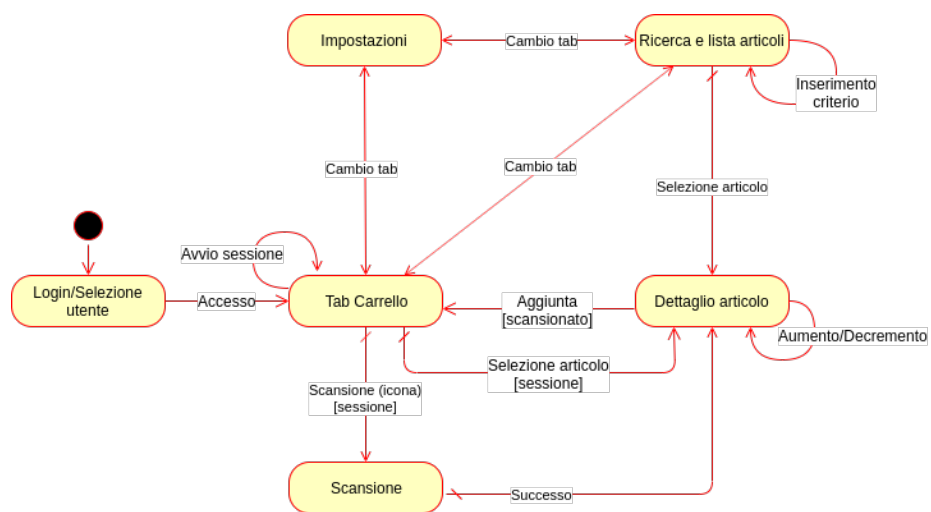 Impostazioni
Cambio tab
Ricerca e lista articoli
Inserimento
criterio
Cambio tab
Cambio tab
Selezione articolo
Avvio sessione
Login/Selezione
utente
Accesso
Tab Carrello
Aggiunta
[scansionato]
Dettaglio articolo
Aumento/Decremento
Selezione articolo
[sessione]
Scansione (icona)
[sessione]
Scansione
Successo